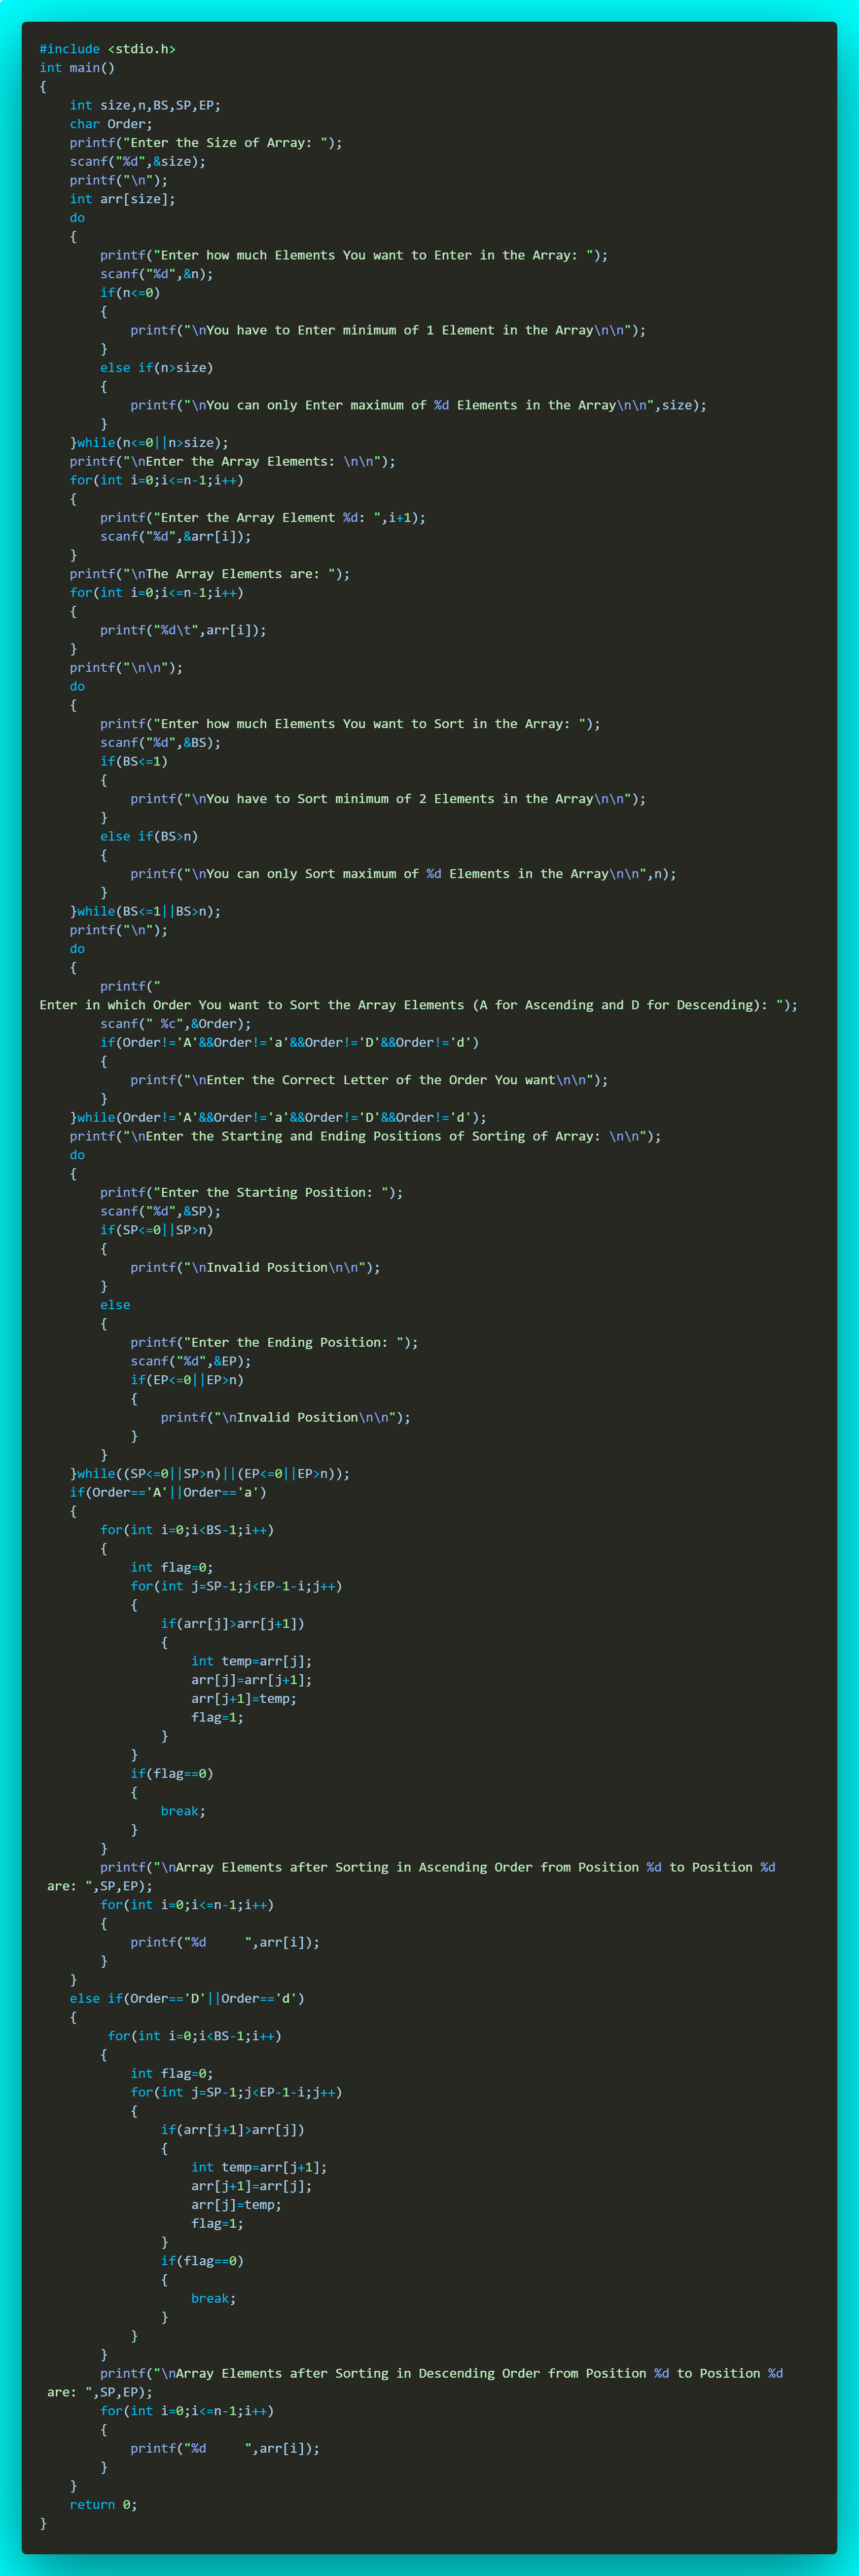 #include <stdio.h>
int main()
{
    int size,n,BS,SP,EP;
    char Order;
    printf("Enter the Size of Array: ");
    scanf("%d",&size);
    printf("\n");
    int arr[size];
    do
    {
        printf("Enter how much Elements You want to Enter in the Array: ");
        scanf("%d",&n);
        if(n<=0)
        {
            printf("\nYou have to Enter minimum of 1 Element in the Array\n\n");
        }
        else if(n>size)
        {
            printf("\nYou can only Enter maximum of %d Elements in the Array\n\n",size);
        }
    }while(n<=0||n>size);
    printf("\nEnter the Array Elements: \n\n");
    for(int i=0;i<=n-1;i++)
    {
        printf("Enter the Array Element %d: ",i+1);
        scanf("%d",&arr[i]);
    }
    printf("\nThe Array Elements are: ");
    for(int i=0;i<=n-1;i++)
    {
        printf("%d\t",arr[i]);
    }
    printf("\n\n");
    do
    {
        printf("Enter how much Elements You want to Sort in the Array: ");
        scanf("%d",&BS);
        if(BS<=1)
        {
            printf("\nYou have to Sort minimum of 2 Elements in the Array\n\n");
        }
        else if(BS>n)
        {
            printf("\nYou can only Sort maximum of %d Elements in the Array\n\n",n);
        }
    }while(BS<=1||BS>n);
    printf("\n");
    do
    {
        printf("
Enter in which Order You want to Sort the Array Elements (A for Ascending and D for Descending): ");
        scanf(" %c",&Order);
        if(Order!='A'&&Order!='a'&&Order!='D'&&Order!='d')
        {
            printf("\nEnter the Correct Letter of the Order You want\n\n");
        }
    }while(Order!='A'&&Order!='a'&&Order!='D'&&Order!='d');
    printf("\nEnter the Starting and Ending Positions of Sorting of Array: \n\n");
    do
    {
        printf("Enter the Starting Position: ");
        scanf("%d",&SP);
        if(SP<=0||SP>n)
        {
            printf("\nInvalid Position\n\n");
        }
        else
        {
            printf("Enter the Ending Position: ");
            scanf("%d",&EP);
            if(EP<=0||EP>n)
            {
                printf("\nInvalid Position\n\n");
            }
        }
    }while((SP<=0||SP>n)||(EP<=0||EP>n));
    if(Order=='A'||Order=='a')
    {
        for(int i=0;i<BS-1;i++)
        {
            int flag=0;
            for(int j=SP-1;j<EP-1-i;j++)
            {
                if(arr[j]>arr[j+1])
                {
                    int temp=arr[j];
                    arr[j]=arr[j+1];
                    arr[j+1]=temp;
                    flag=1;
                }
            }
            if(flag==0)
            {
                break;
            }
        }
        printf("\nArray Elements after Sorting in Ascending Order from Position %d to Position %d
 are: ",SP,EP);
        for(int i=0;i<=n-1;i++)
        {
            printf("%d     ",arr[i]);
        }
    }
    else if(Order=='D'||Order=='d')
    {
         for(int i=0;i<BS-1;i++)
        {
            int flag=0;
            for(int j=SP-1;j<EP-1-i;j++)
            {
                if(arr[j+1]>arr[j])
                {
                    int temp=arr[j+1];
                    arr[j+1]=arr[j];
                    arr[j]=temp;
                    flag=1;
                }
                if(flag==0)
                {
                    break;
                }
            }
        }
        printf("\nArray Elements after Sorting in Descending Order from Position %d to Position %d
 are: ",SP,EP);
        for(int i=0;i<=n-1;i++)
        {
            printf("%d     ",arr[i]);
        }
    }
    return 0;
}